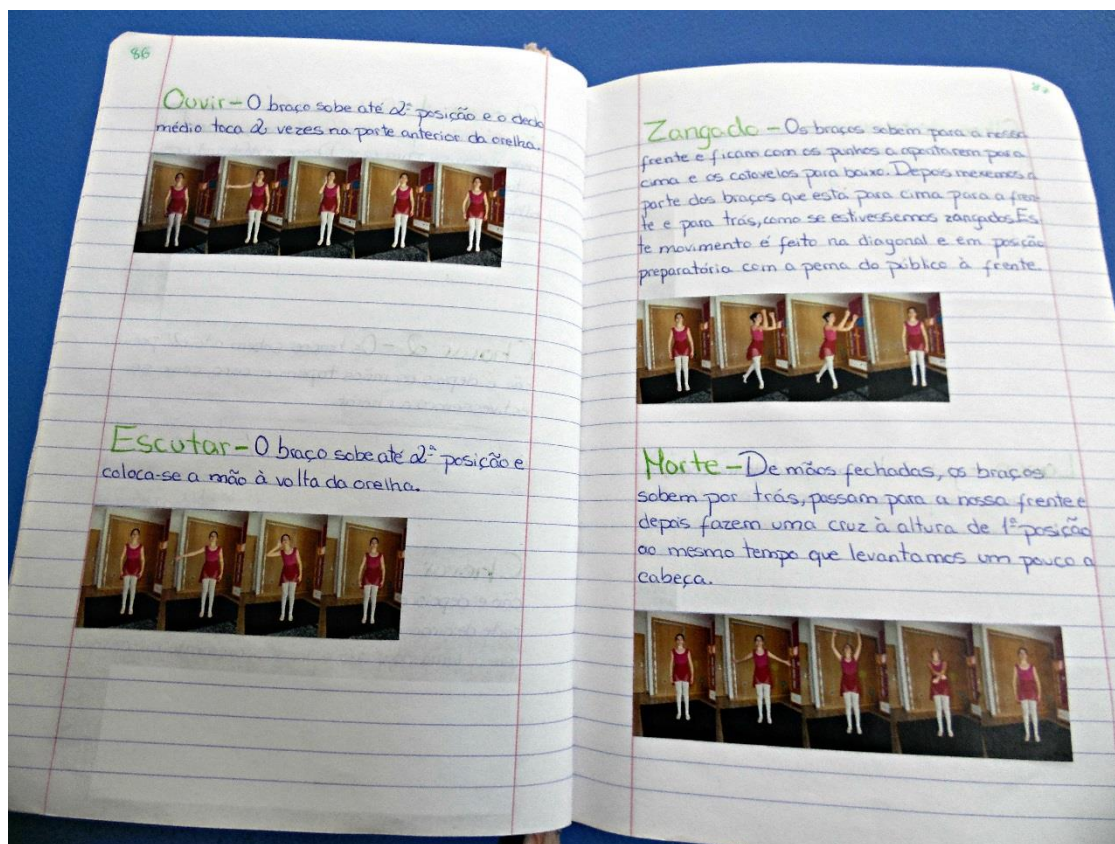 86
Ouvir - O braço sobe até 2ª posição e o dedo
médio toca 2 vezes na parte anterior da orelha.
Escutar - O braço sobe até 2ª posição e
coloca-se a mão à volta da orelha.
87
Zangado - Os braços sobem para a nossa
frente e ficam com os punhos a apontarem para
cima e os cotovelos para baixo. Depois mexemos a
parte dos braços que está para cima para a fren
te e para trás, como se estivessemos zangados. Es
te movimento é feito na diagonal e em posição
preparatória com a perna do público à frente.
Morte - De mãos fechadas, os braços
sobem por trás, passam para a nossa frente e
depois fazem uma cruz à altura de 1ª posição
ao mesmo tempo que levantamos um pouco a
cabeça.